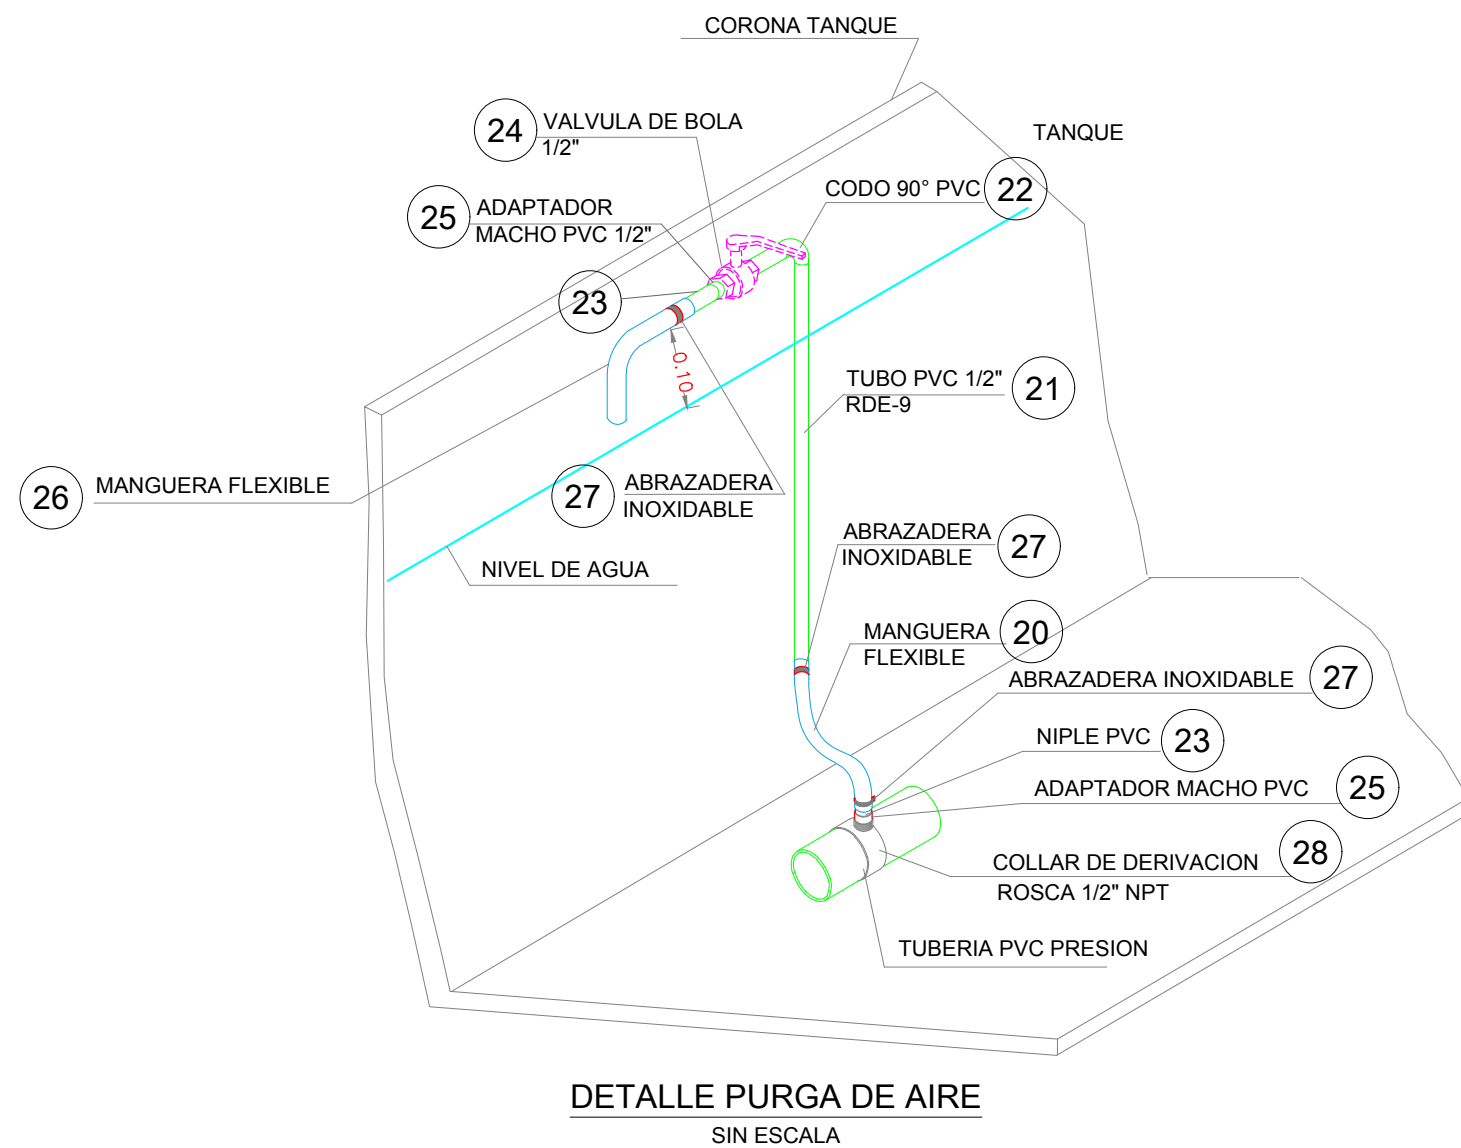 CORONA TANQUE
24
VALVULA DE BOLA
1/2"
TANQUE
25
ADAPTADOR
MACHO PVC 1/2"
CODO 90° PVC
22
23
0.10
TUBO PVC 1/2"
RDE-9
21
26
MANGUERA FLEXIBLE
27
ABRAZADERA
INOXIDABLE
NIVEL DE AGUA
ABRAZADERA
INOXIDABLE
27
MANGUERA
FLEXIBLE
20
ABRAZADERA INOXIDABLE
27
NIPLE PVC
23
ADAPTADOR MACHO PVC
25
COLLAR DE DERIVACION
ROSCA 1/2" NPT
28
TUBERIA PVC PRESION
DETALLE PURGA DE AIRE
SIN ESCALA